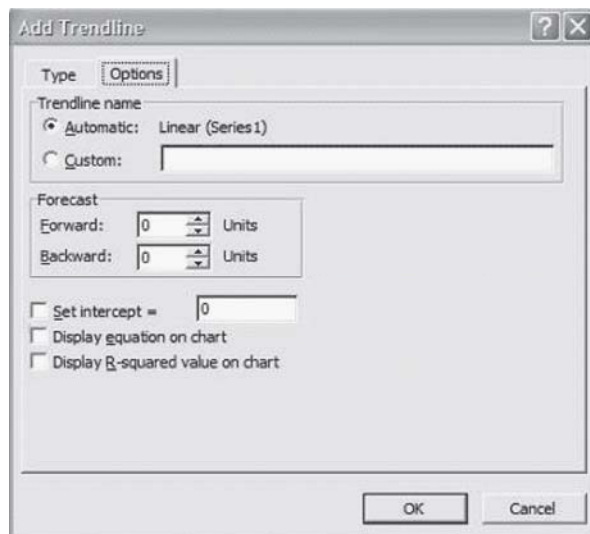 Add Trendline
Type Options
Trendline name
Automatic: Linear (Series1)
Custom:
Forecast
Forward: 0 Units
Backward: 0 Units
Set intercept = 0
Display equation on chart
Display R-squared value on chart
OK Cancel